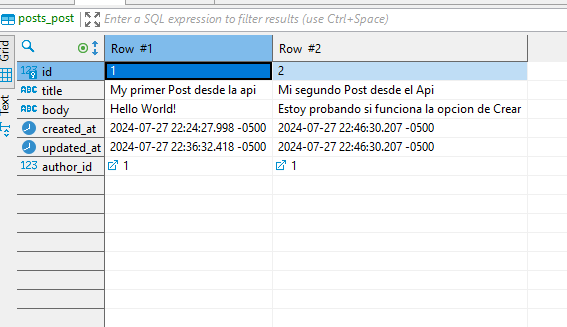 posts_post Enter a SQL expression to filter results (use Ctrl+Space)
Grid
Text
Row #1 Row #2
123 id 1 2
ABC title My primer Post desde la api Mi segundo Post desde el Api
ABC body Hello World! Estoy probando si funciona la opcion de Crear
created_at 2024-07-27 22:24:27.998 -0500 2024-07-27 22:46:30.207 -0500
updated_at 2024-07-27 22:36:32.418 -0500 2024-07-27 22:46:30.207 -0500
123 author_id 1 1